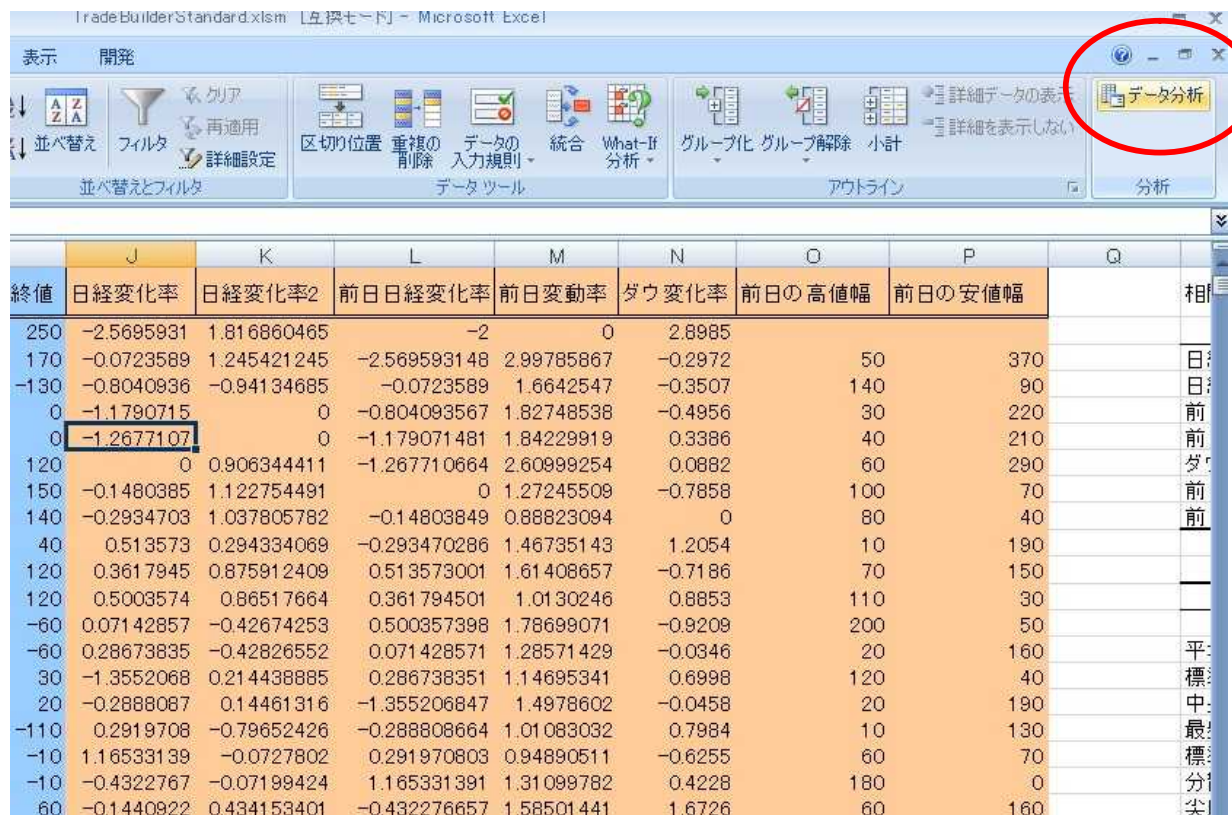 TradeBuilderStandard.xlsm [互換モード] - Microsoft Excel
表示 開発
並べ替え フィルタ クリア 再適用 詳細設定 区切り位置 重複の削除 データの入力規則 統合 What-If 分析 グループ化 グループ解除 小計 詳細データの表示 詳細を表示しない データ分析
並べ替えとフィルタ データ ツール アウトライン 分析
J K L M N O P Q
終値 日経変化率 日経変化率2 前日日経変化率 前日変動率 ダウ変化率 前日の高値幅 前日の安値幅
250 -2.5695931 1.816860465 -2 0 2.8985
170 -0.0723589 1.245421245 -2.569593148 2.99785867 -0.2972 50 370
-130 -0.8040936 -0.94134685 -0.0723589 1.6642547 -0.3507 140 90 日
0 -1.1790715 0 -0.804093567 1.82748538 -0.4956 30 220 前
0 -1.2677107 0 -1.179071481 1.84229919 0.3386 40 210 前
120 0 0.906344411 -1.267710664 2.60999254 0.0882 60 290
150 -0.1480385 1.122754491 0 1.27245509 -0.7858 100 70 前
140 -0.2934703 1.037805782 -0.14803849 0.88823094 0 80 40 前
40 0.513573 0.294334069 -0.293470286 1.46735143 1.2054 10 190
120 0.3617945 0.875912409 0.513573001 1.61408657 -0.7186 70 150
120 0.5003574 0.86517664 0.361794501 1.0130246 0.8853 110 30
-60 0.07142857 -0.42674253 0.500357398 1.78699071 -0.9209 200 50
-60 0.28673835 -0.42826552 0.071428571 1.28571429 -0.0346 20 160 平
30 -1.3552068 0.214438885 0.286738351 1.14695341 0.6998 120 40 標
20 -0.2888087 0.14461316 -1.355206847 1.4978602 -0.0458 20 190 中
-110 0.2919708 -0.79652426 -0.288808664 1.01083032 0.7984 10 130 最
-10 1.16533139 -0.0727802 0.291970803 0.94890511 -0.6255 60 70 標
-10 -0.4322767 -0.07199424 1.165331391 1.31099782 0.4228 180 0 分
60 -0.1440922 0.434153401 -0.432276657 1.58501441 1.6726 60 160